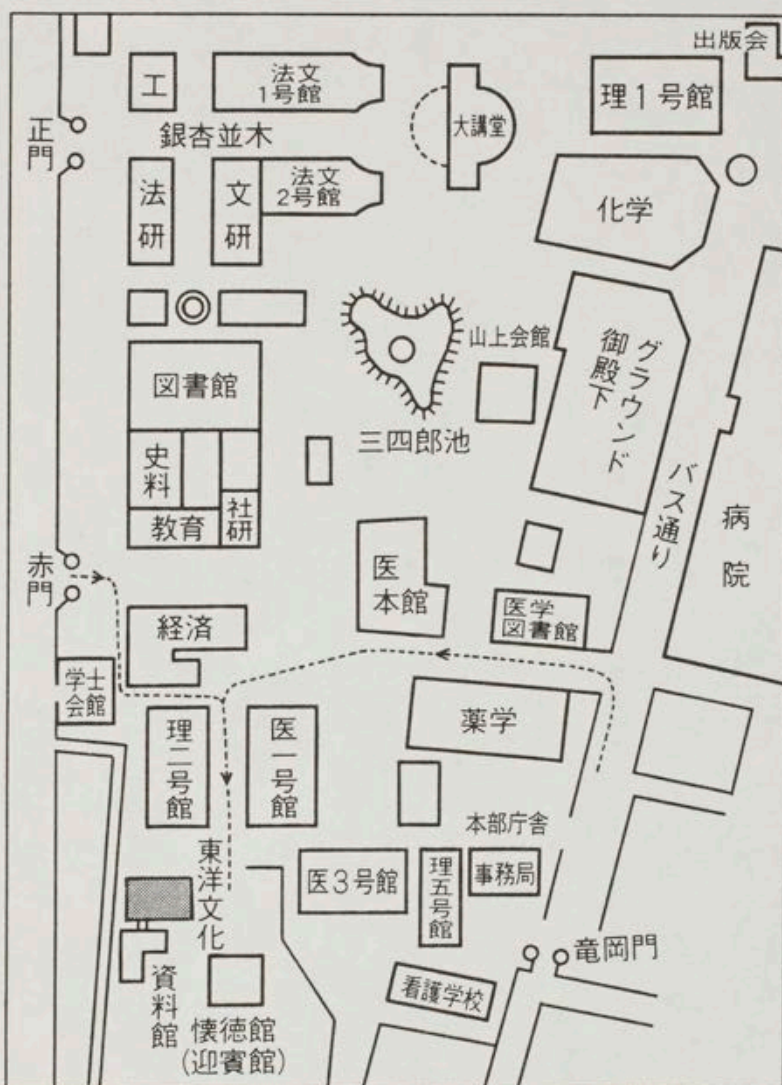 出版会
工
法文
1号館
大講堂
理1号館
正門
銀杏並木
法研
文研
法文
2号館
化学
山上会館
グラウンド
御殿下
図書館
三四郎池
史料
社研
教育
バス通り
病院
赤門
医
本館
経済
医学
図書館
学士
会館
理二号館
医一号館
薬学
本部庁舎
東洋文化
医3号館
理五号館
事務局
竜岡門
資料館
看護学校
懐徳館
(迎賓館)